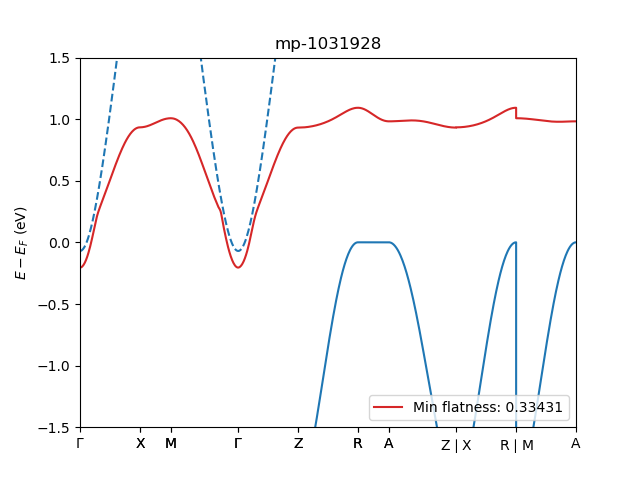 mp-1031928
E − E_F (eV)
1.5
1.0
0.5
0.0
−0.5
−1.0
−1.5
Min flatness: 0.33431
Γ X M Γ Z R A Z | X R | M A